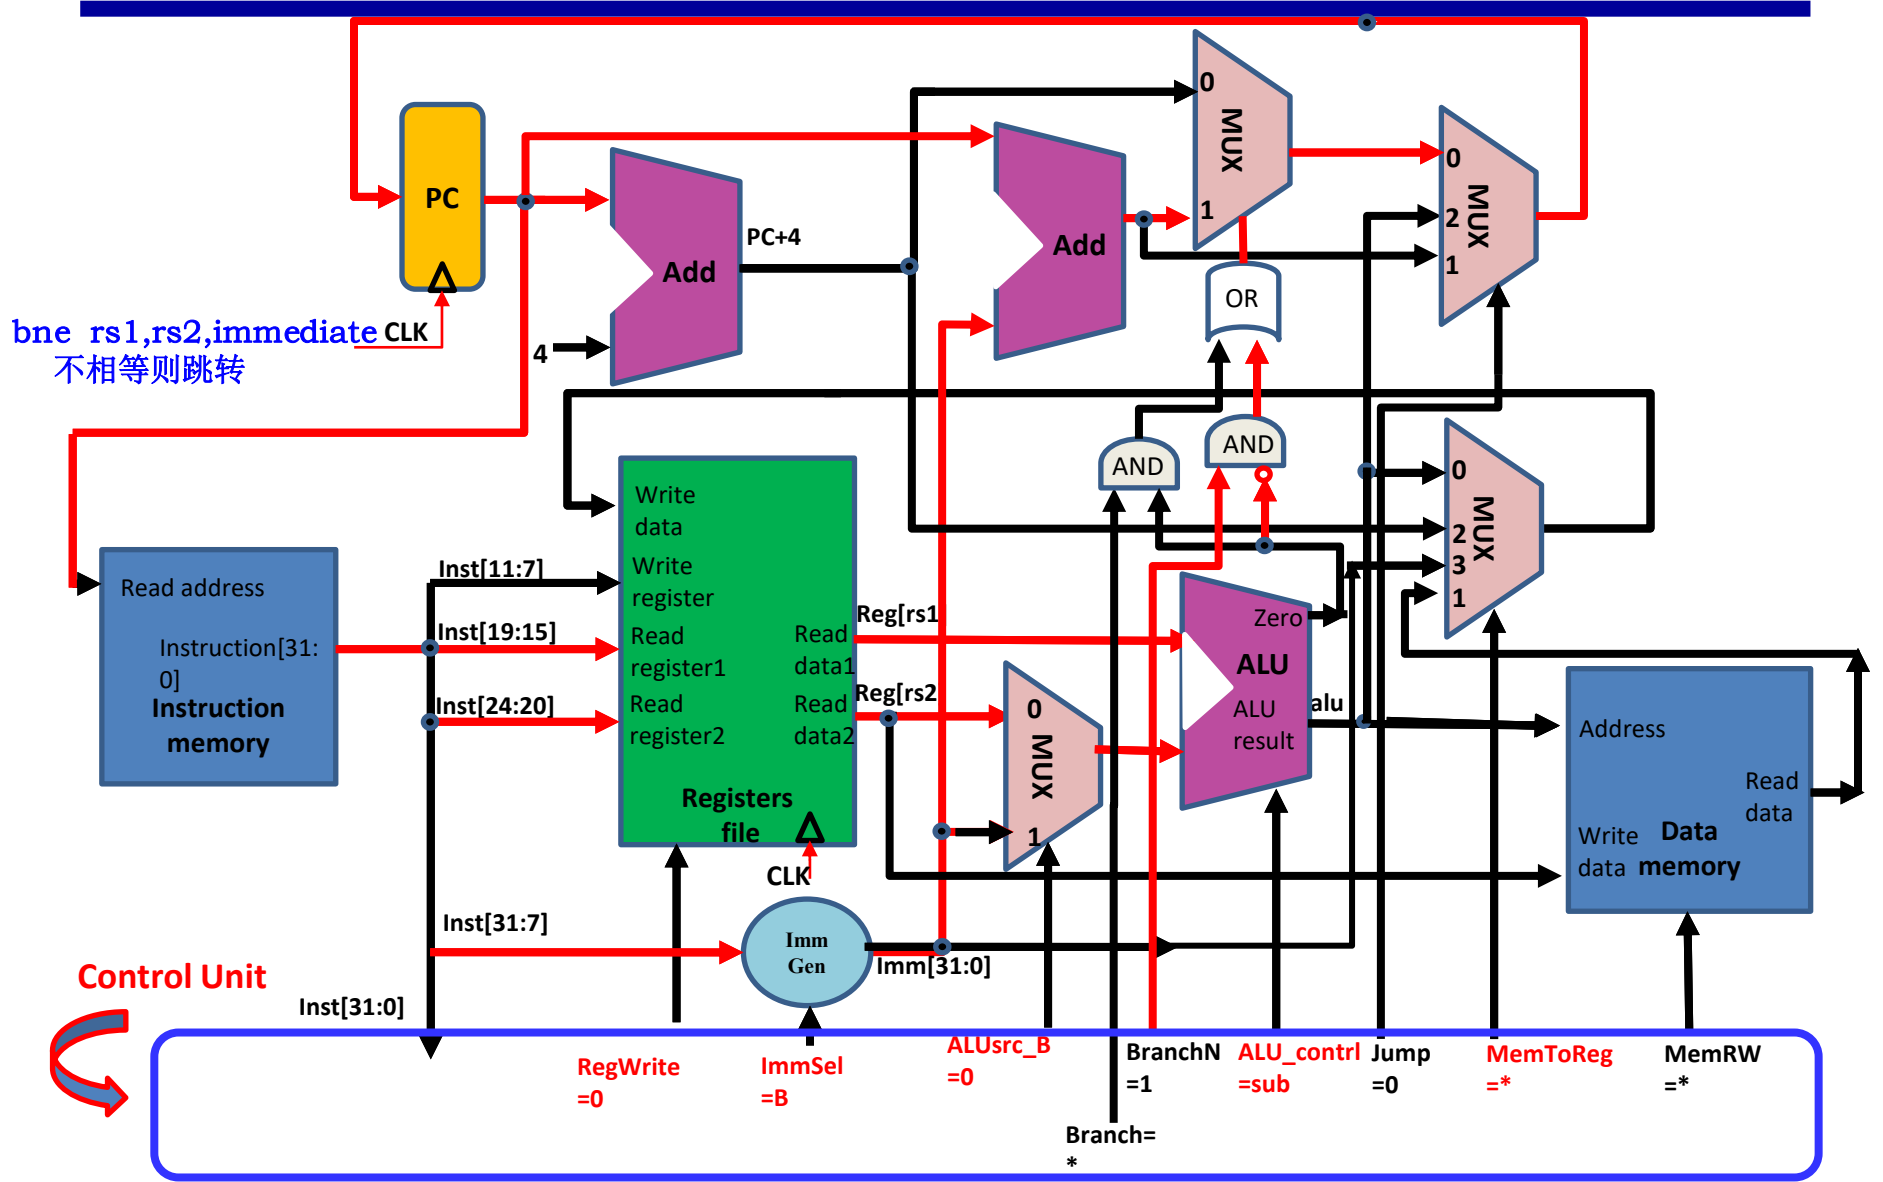 0
MUX
1
0
MUX
2
1
PC
PC+4
Add
Add
OR
bne rs1,rs2,immediate
CLK
不相等则跳转
4
AND
AND
0
MUX
2
3
1
Write
data
Write
register
Read
register1
Read
register2
Read
data1
Read
data2
Registers
file
CLK
Read address
Instruction[31:
0]
Instruction
memory
Inst[11:7]
Inst[19:15]
Inst[24:20]
Reg[rs1
Reg[rs2
0
MUX
1
Zero
ALU
ALU
result
alu
Address
Read
data
Write
data
Data
memory
Inst[31:7]
Imm
Gen
Imm[31:0]
Control Unit
Inst[31:0]
RegWrite
=0
ImmSel
=B
ALUsrc_B
=0
BranchN
=1
ALU_contrl
=sub
Jump
=0
MemToReg
=*
MemRW
=*
Branch=
*